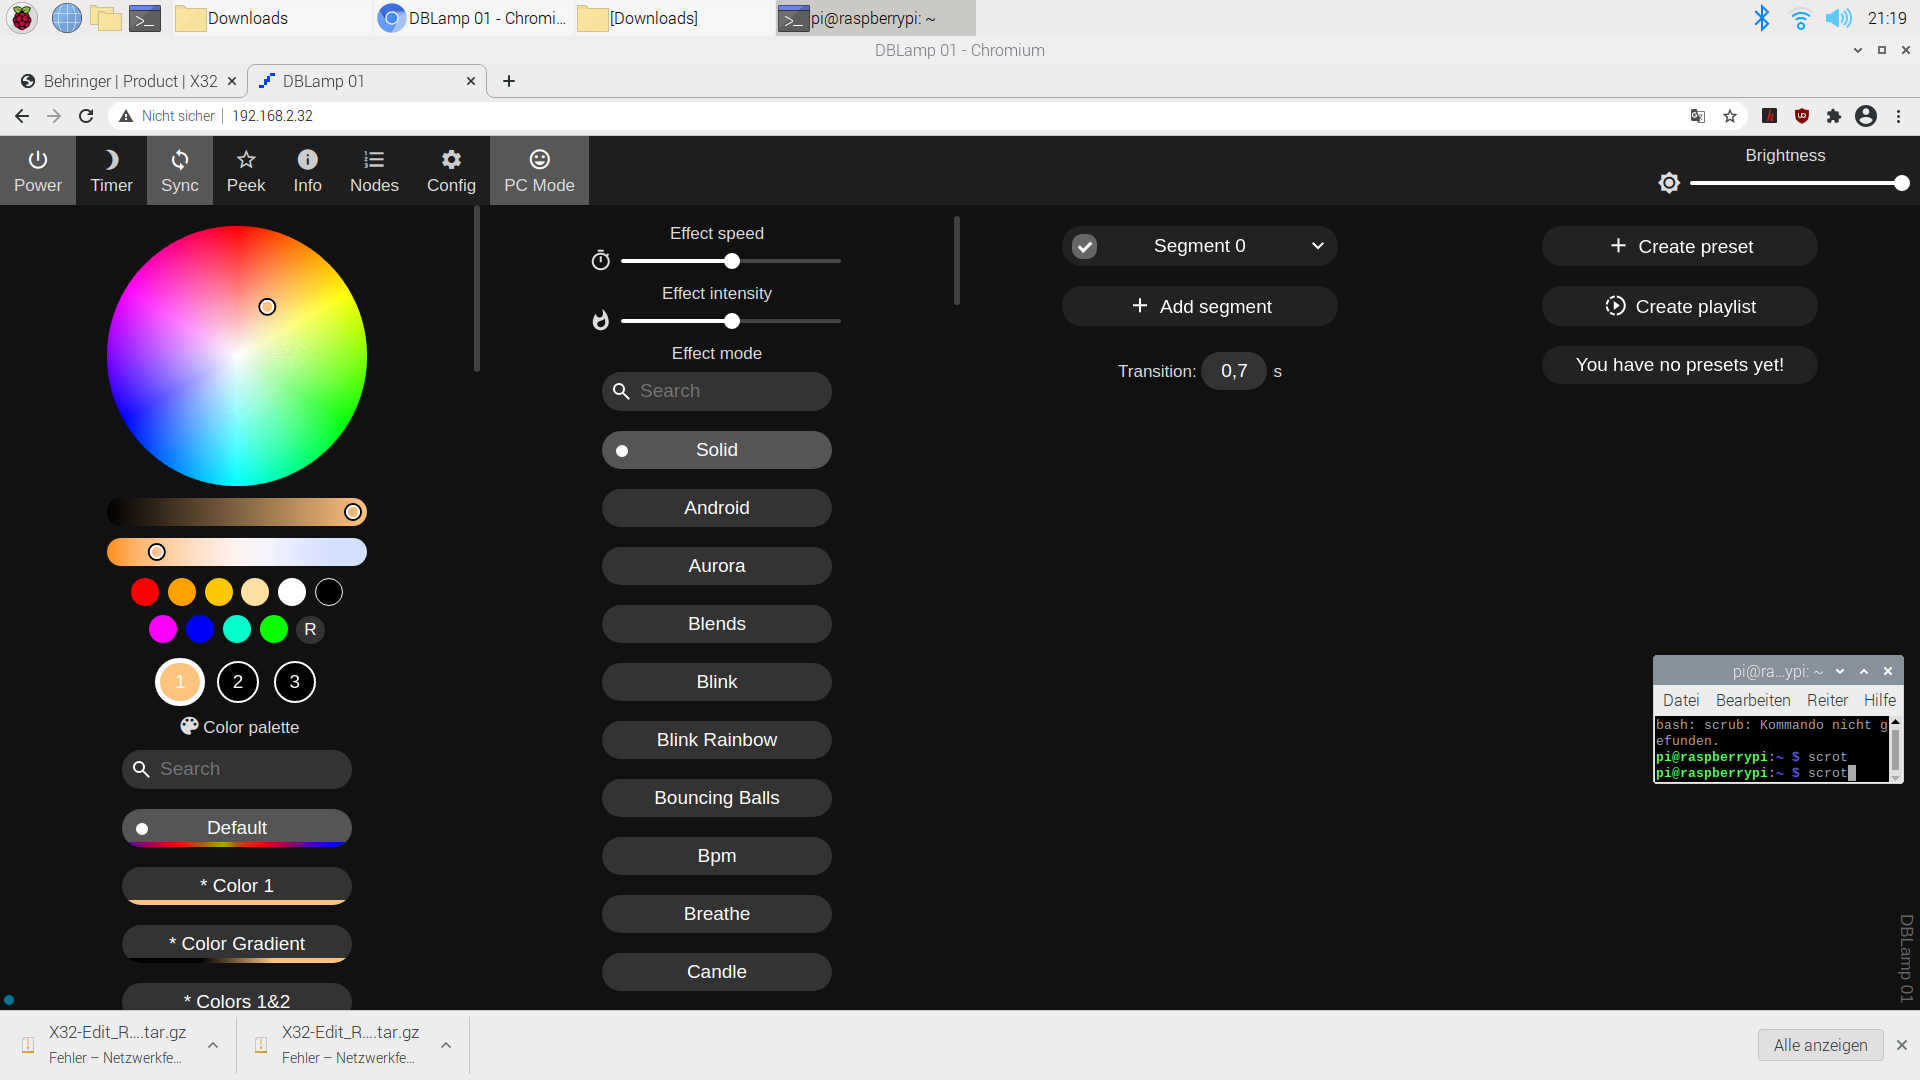 Downloads
DBLamp 01 - Chromi...
[Downloads]
pi@raspberrypi: ~
21:19
DBLamp 01 - Chromium
Behringer | Product | X32
DBLamp 01
Nicht sicher
192.168.2.32
Power
Timer
Sync
Peek
Info
Nodes
Config
PC Mode
Brightness
R
1
2
3
Color palette
Search
Default
* Color 1
* Color Gradient
* Colors 1&2
Effect speed
Effect intensity
Effect mode
Search
Solid
Android
Aurora
Blends
Blink
Blink Rainbow
Bouncing Balls
Bpm
Breathe
Candle
Segment 0
Add segment
Transition: 0,7 s
Create preset
Create playlist
You have no presets yet!
pi@ra...ypi: ~
Datei Bearbeiten Reiter Hilfe
bash: scrub: Kommando nicht g
efunden.
pi@raspberrypi:~ $ scrot
pi@raspberrypi:~ $ scrot
DBLamp 01
X32-Edit_R....tar.gz
Fehler – Netzwerkfe...
X32-Edit_R....tar.gz
Fehler – Netzwerkfe...
Alle anzeigen